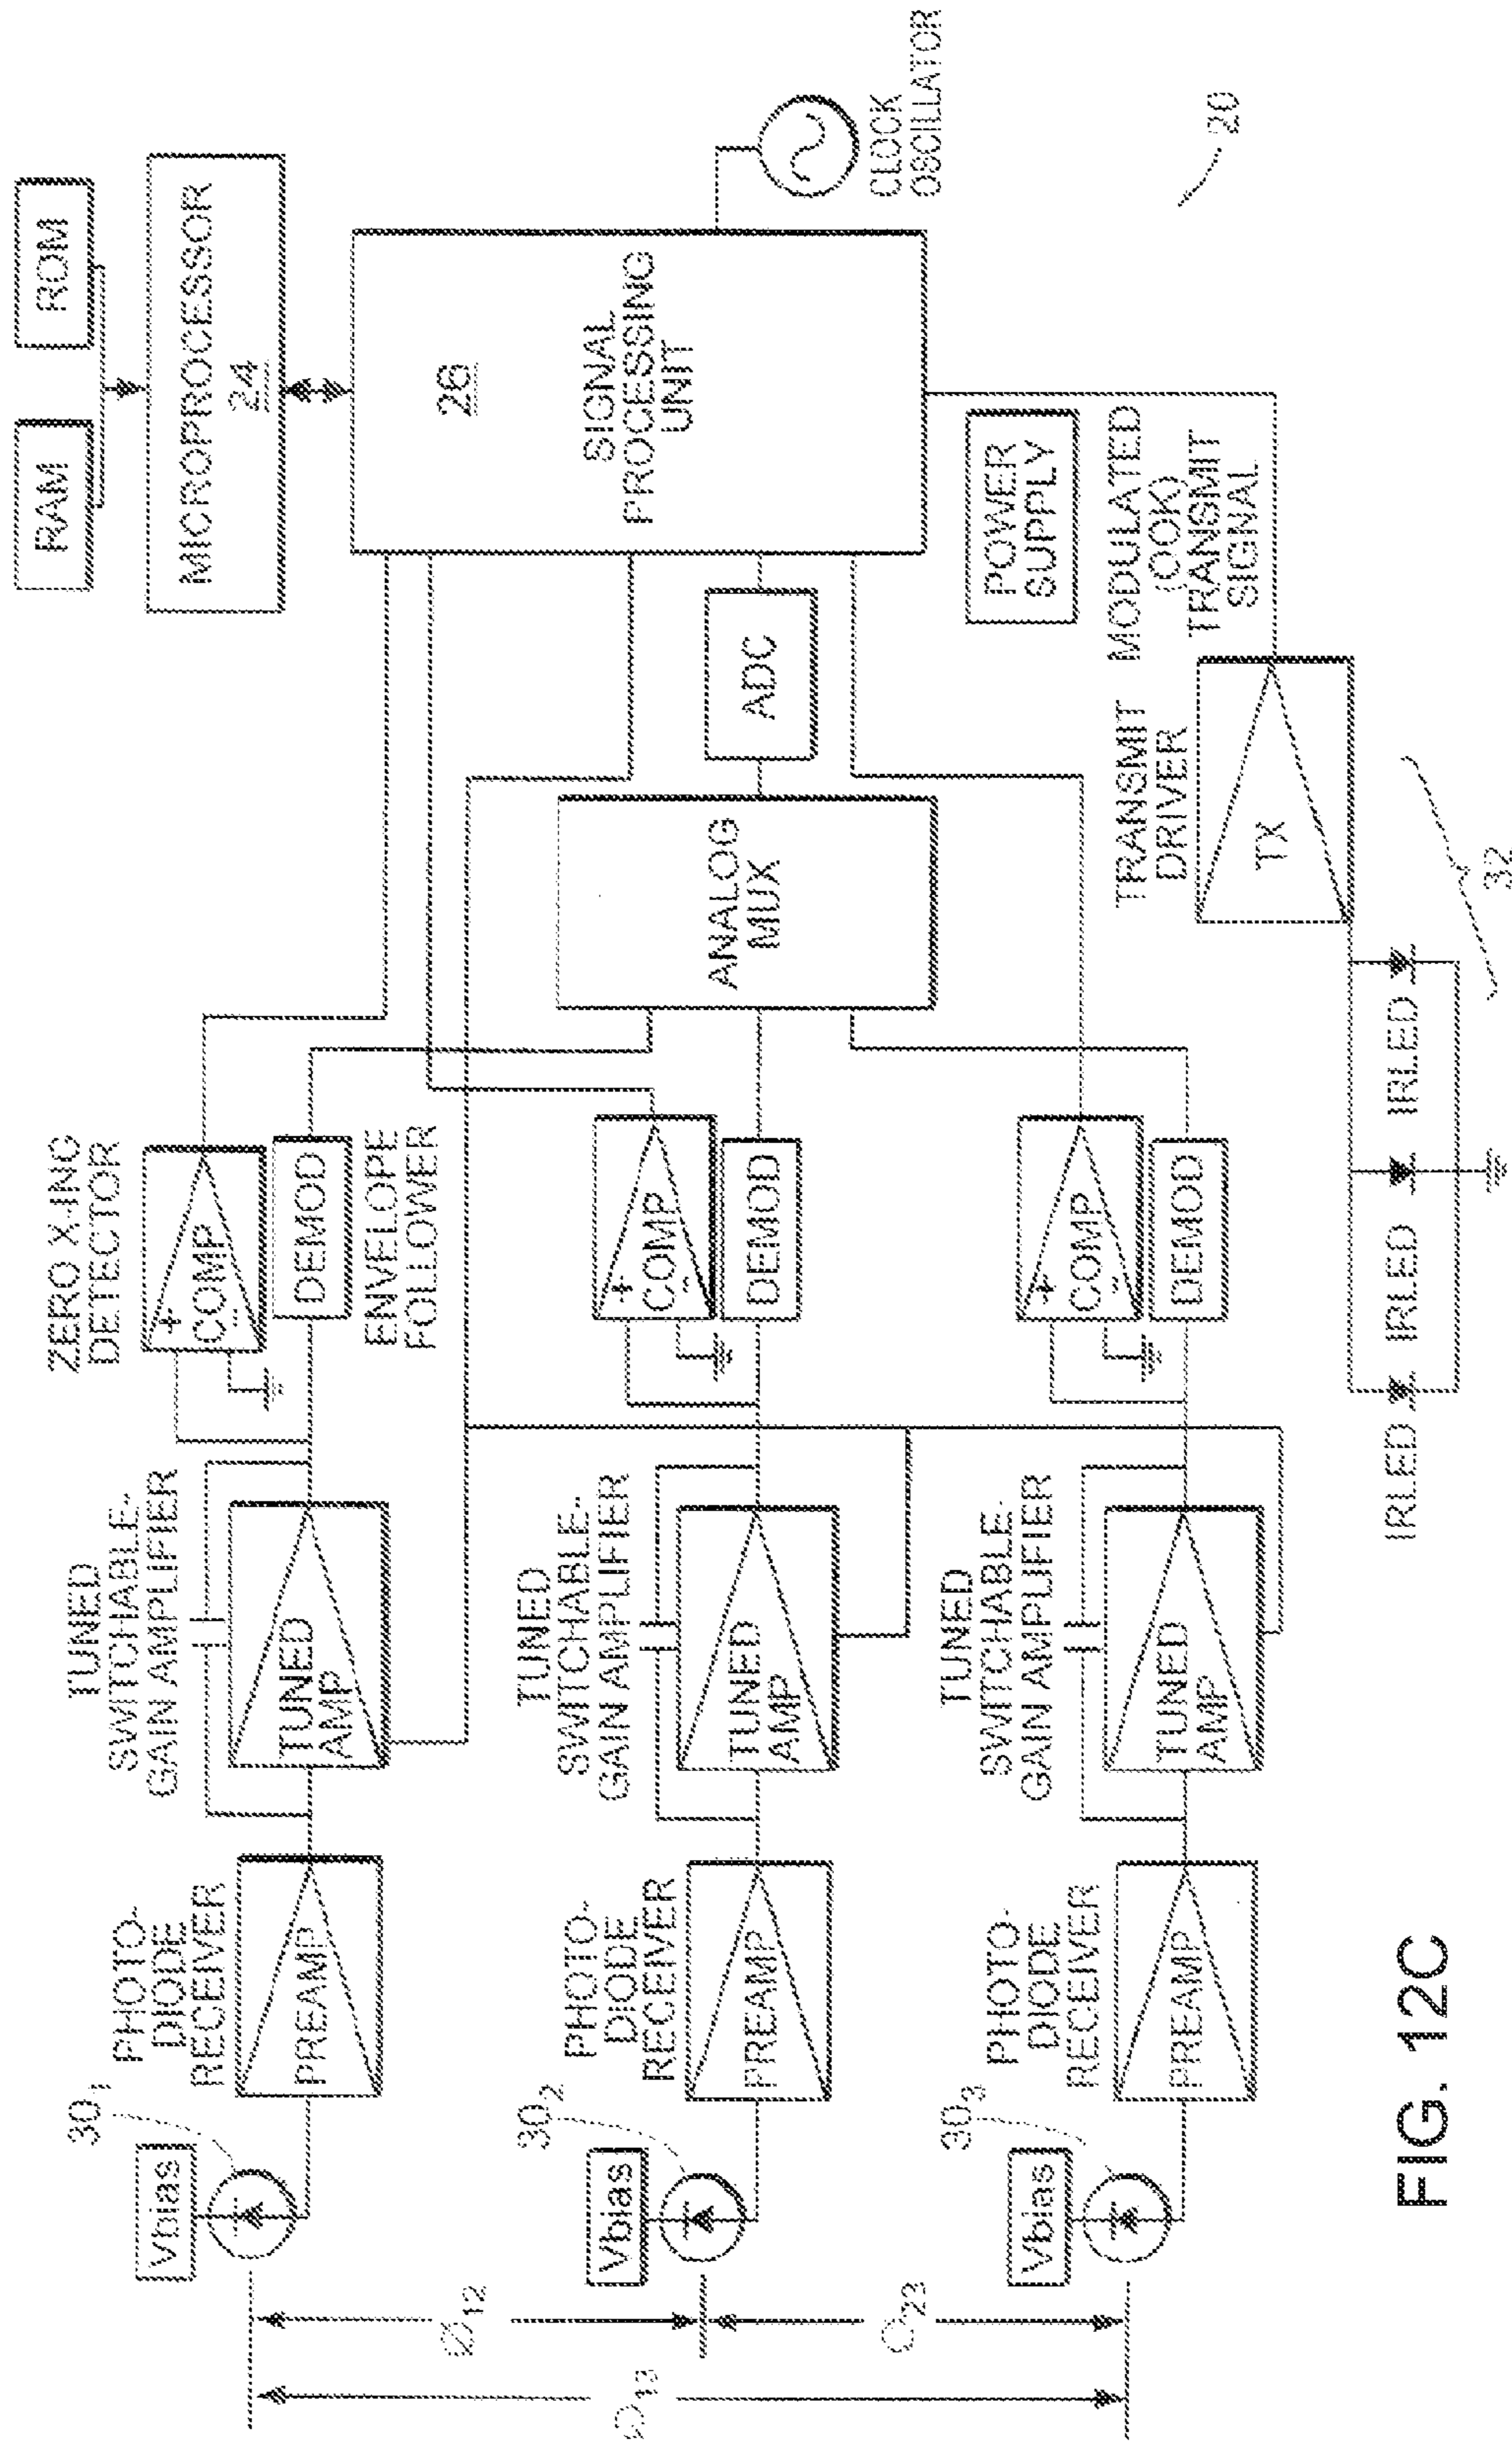 RAM
ROM
MICROPROCESSOR
24
26
SIGNAL
PROCESSING
UNIT
CLOCK
OSCILLATOR
20
ZERO X-ING
DETECTOR
+
COMP
-
DEMOD
ENVELOPE
FOLLOWER
TUNED
SWITCHABLE-
GAIN AMPLIFIER
TUNED
AMP
PHOTO-
DIODE
RECEIVER
PREAMP
30₁
Vbias
+
COMP
-
DEMOD
ANALOG
MUX
ADC
TUNED
SWITCHABLE-
GAIN AMPLIFIER
TUNED
AMP
PHOTO-
DIODE
RECEIVER
PREAMP
30₂
Vbias
+
COMP
-
DEMOD
TUNED
SWITCHABLE-
GAIN AMPLIFIER
TUNED
AMP
PHOTO-
DIODE
RECEIVER
PREAMP
30₃
Vbias
Ø₁₂
Ø₂₃
Ø₁₃
POWER
SUPPLY
MODULATED
(OOK)
TRANSMIT
SIGNAL
TRANSMIT
DRIVER
TX
IRLED
IRLED
IRLED
32
FIG. 12C